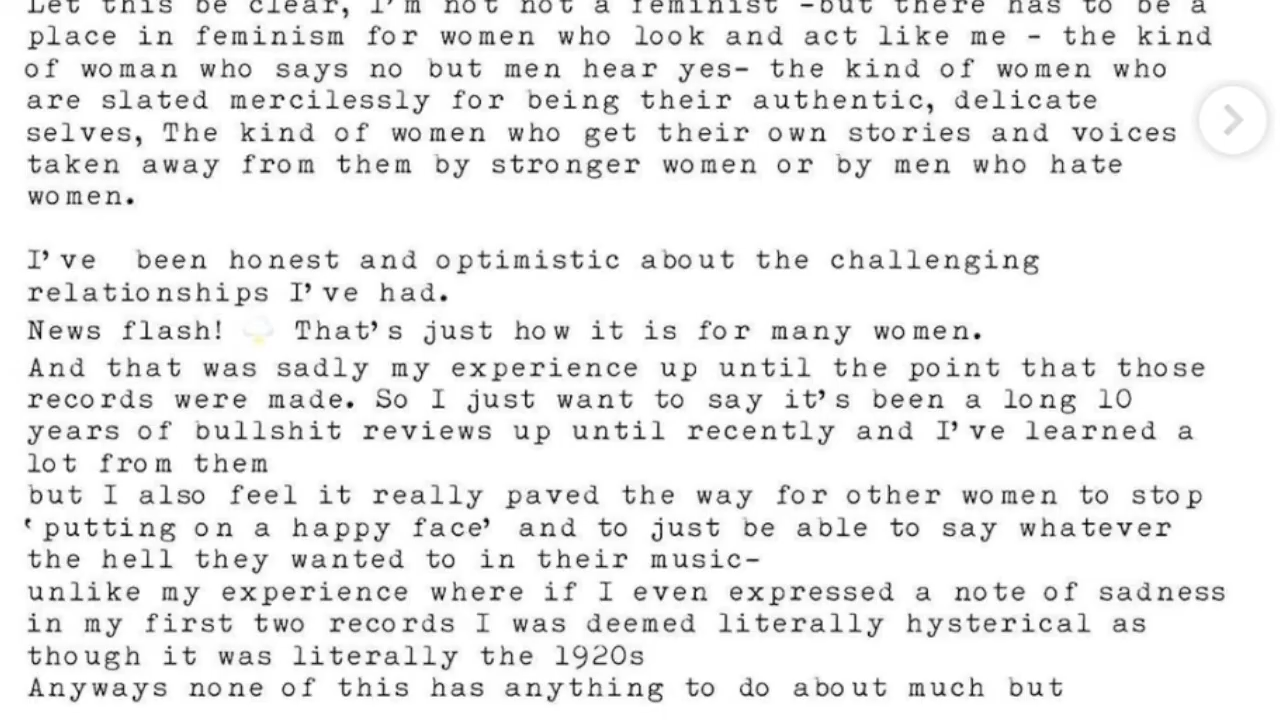 Let this be clear, I'm not not a feminist -but there has to be a
place in feminism for women who look and act like me - the kind
of woman who says no but men hear yes- the kind of women who
are slated mercilessly for being their authentic, delicate
selves, The kind of women who get their own stories and voices
taken away from them by stronger women or by men who hate
women.
I've been honest and optimistic about the challenging
relationships I've had.
News flash! 🌩 That's just how it is for many women.
And that was sadly my experience up until the point that those
records were made. So I just want to say it's been a long 10
years of bullshit reviews up until recently and I've learned a
lot from them
but I also feel it really paved the way for other women to stop
‘putting on a happy face’ and to just be able to say whatever
the hell they wanted to in their music-
unlike my experience where if I even expressed a note of sadness
in my first two records I was deemed literally hysterical as
though it was literally the 1920s
Anyways none of this has anything to do about much but